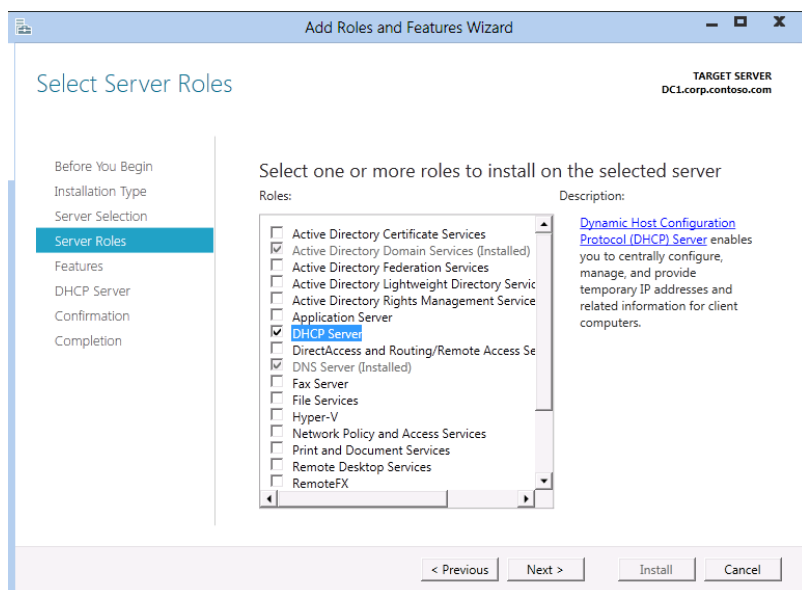 Add Roles and Features Wizard
Select Server Roles
TARGET SERVER
DC1.corp.contoso.com
Before You Begin
Installation Type
Server Selection
Server Roles
Features
DHCP Server
Confirmation
Completion
Select one or more roles to install on the selected server
Roles:
Active Directory Certificate Services
Active Directory Domain Services (Installed)
Active Directory Federation Services
Active Directory Lightweight Directory Servic
Active Directory Rights Management Service
Application Server
DHCP Server
DirectAccess and Routing/Remote Access Se
DNS Server (Installed)
Fax Server
File Services
Hyper-V
Network Policy and Access Services
Print and Document Services
Remote Desktop Services
RemoteFX
Description:
Dynamic Host Configuration
Protocol (DHCP) Server enables
you to centrally configure,
manage, and provide
temporary IP addresses and
related information for client
computers.
< Previous
Next >
Install
Cancel